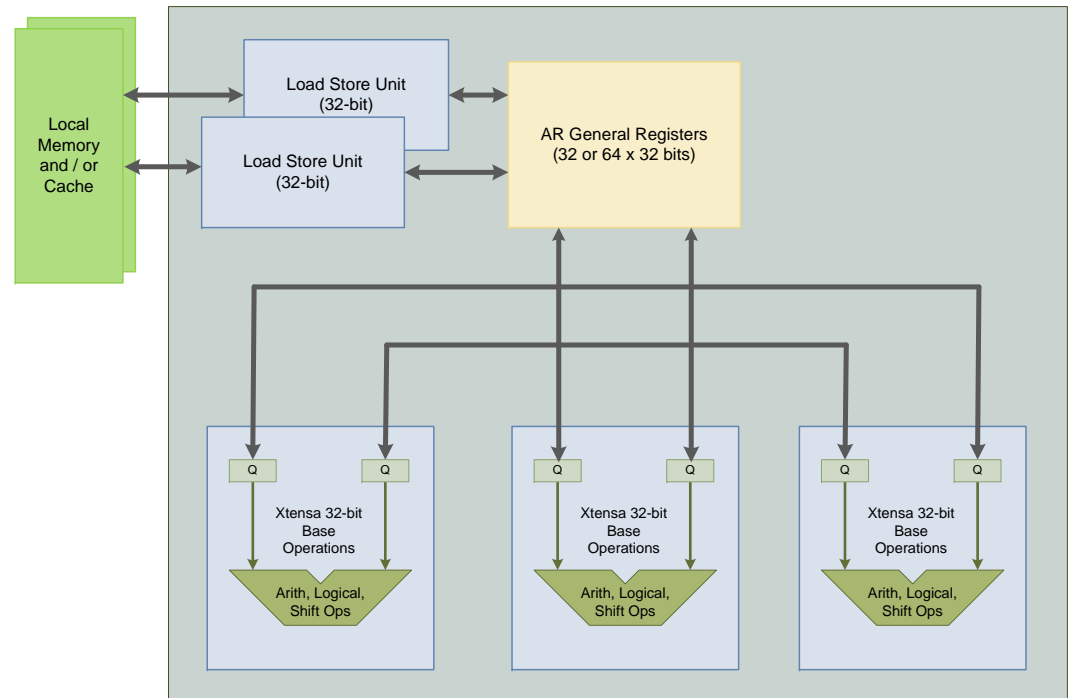 Local
Memory
and / or
Cache
Load Store Unit
(32-bit)
Load Store Unit
(32-bit)
AR General Registers
(32 or 64 x 32 bits)
Q
Q
Xtensa 32-bit
Base
Operations
Arith, Logical,
Shift Ops
Q
Q
Xtensa 32-bit
Base
Operations
Arith, Logical,
Shift Ops
Q
Q
Xtensa 32-bit
Base
Operations
Arith, Logical,
Shift Ops